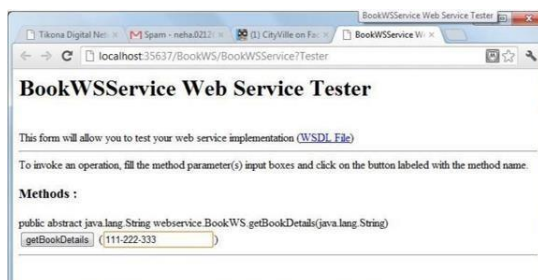 BookWSService Web Service Tester
Tikona Digital Net
Spam - neha.0212
(1) CityVille on Fac
BookWSService W
localhost:35637/BookWS/BookWSService?Tester
BookWSService Web Service Tester
This form will allow you to test your web service implementation (WSDL File)
To invoke an operation, fill the method parameter(s) input boxes and click on the button labeled with the method name.
Methods :
public abstract java.lang.String webservice.BookWS.getBookDetails(java.lang.String)
getBookDetails (111-222-333)